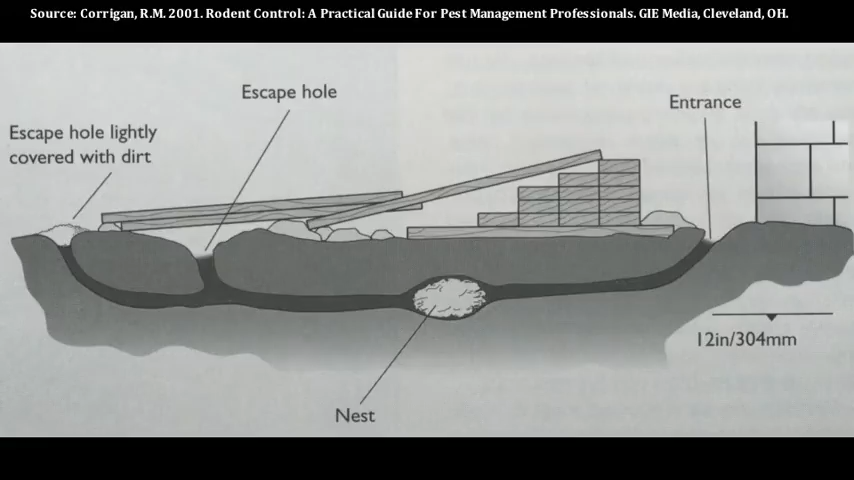 Source: Corrigan, R.M. 2001. Rodent Control: A Practical Guide For Pest Management Professionals. GIE Media, Cleveland, OH.
Escape hole
Entrance
Escape hole lightly
covered with dirt
12in/304mm
Nest